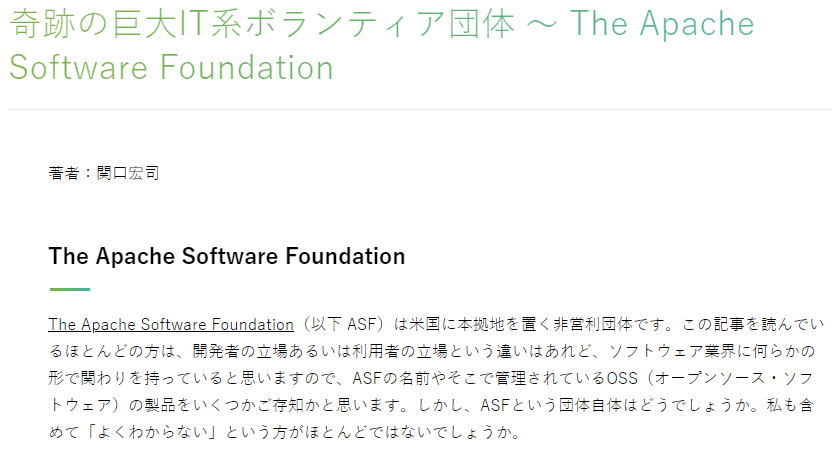 奇跡の巨大IT系ボランティア団体 ～ The Apache
Software Foundation
著者：関口宏司
The Apache Software Foundation
The Apache Software Foundation（以下 ASF）は米国に本拠地を置く非営利団体です。この記事を読んでい
るほとんどの方は、開発者の立場あるいは利用者の立場という違いはあれど、ソフトウェア業界に何らかの
形で関わりを持っていると思いますので、ASFの名前やそこで管理されているOSS（オープンソース・ソフ
トウェア）の製品をいくつかご存知かと思います。しかし、ASFという団体自体はどうでしょうか。私も含
めて「よくわからない」という方がほとんどではないでしょうか。